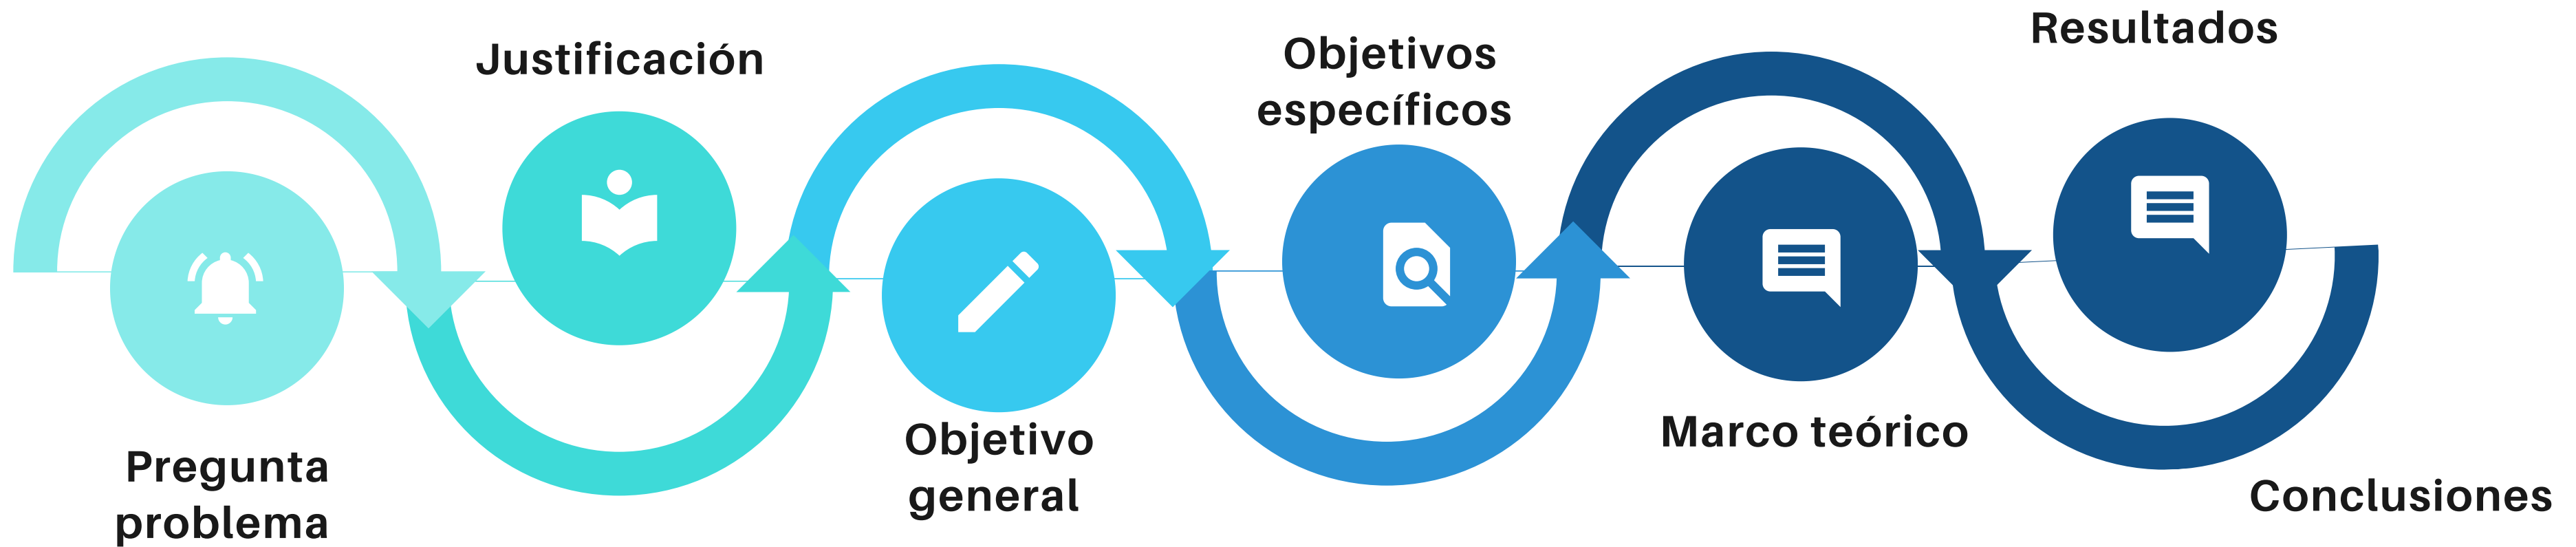 Pregunta
problema
Justificación
Objetivo
general
Objetivos
específicos
Marco teórico
Resultados
Conclusiones